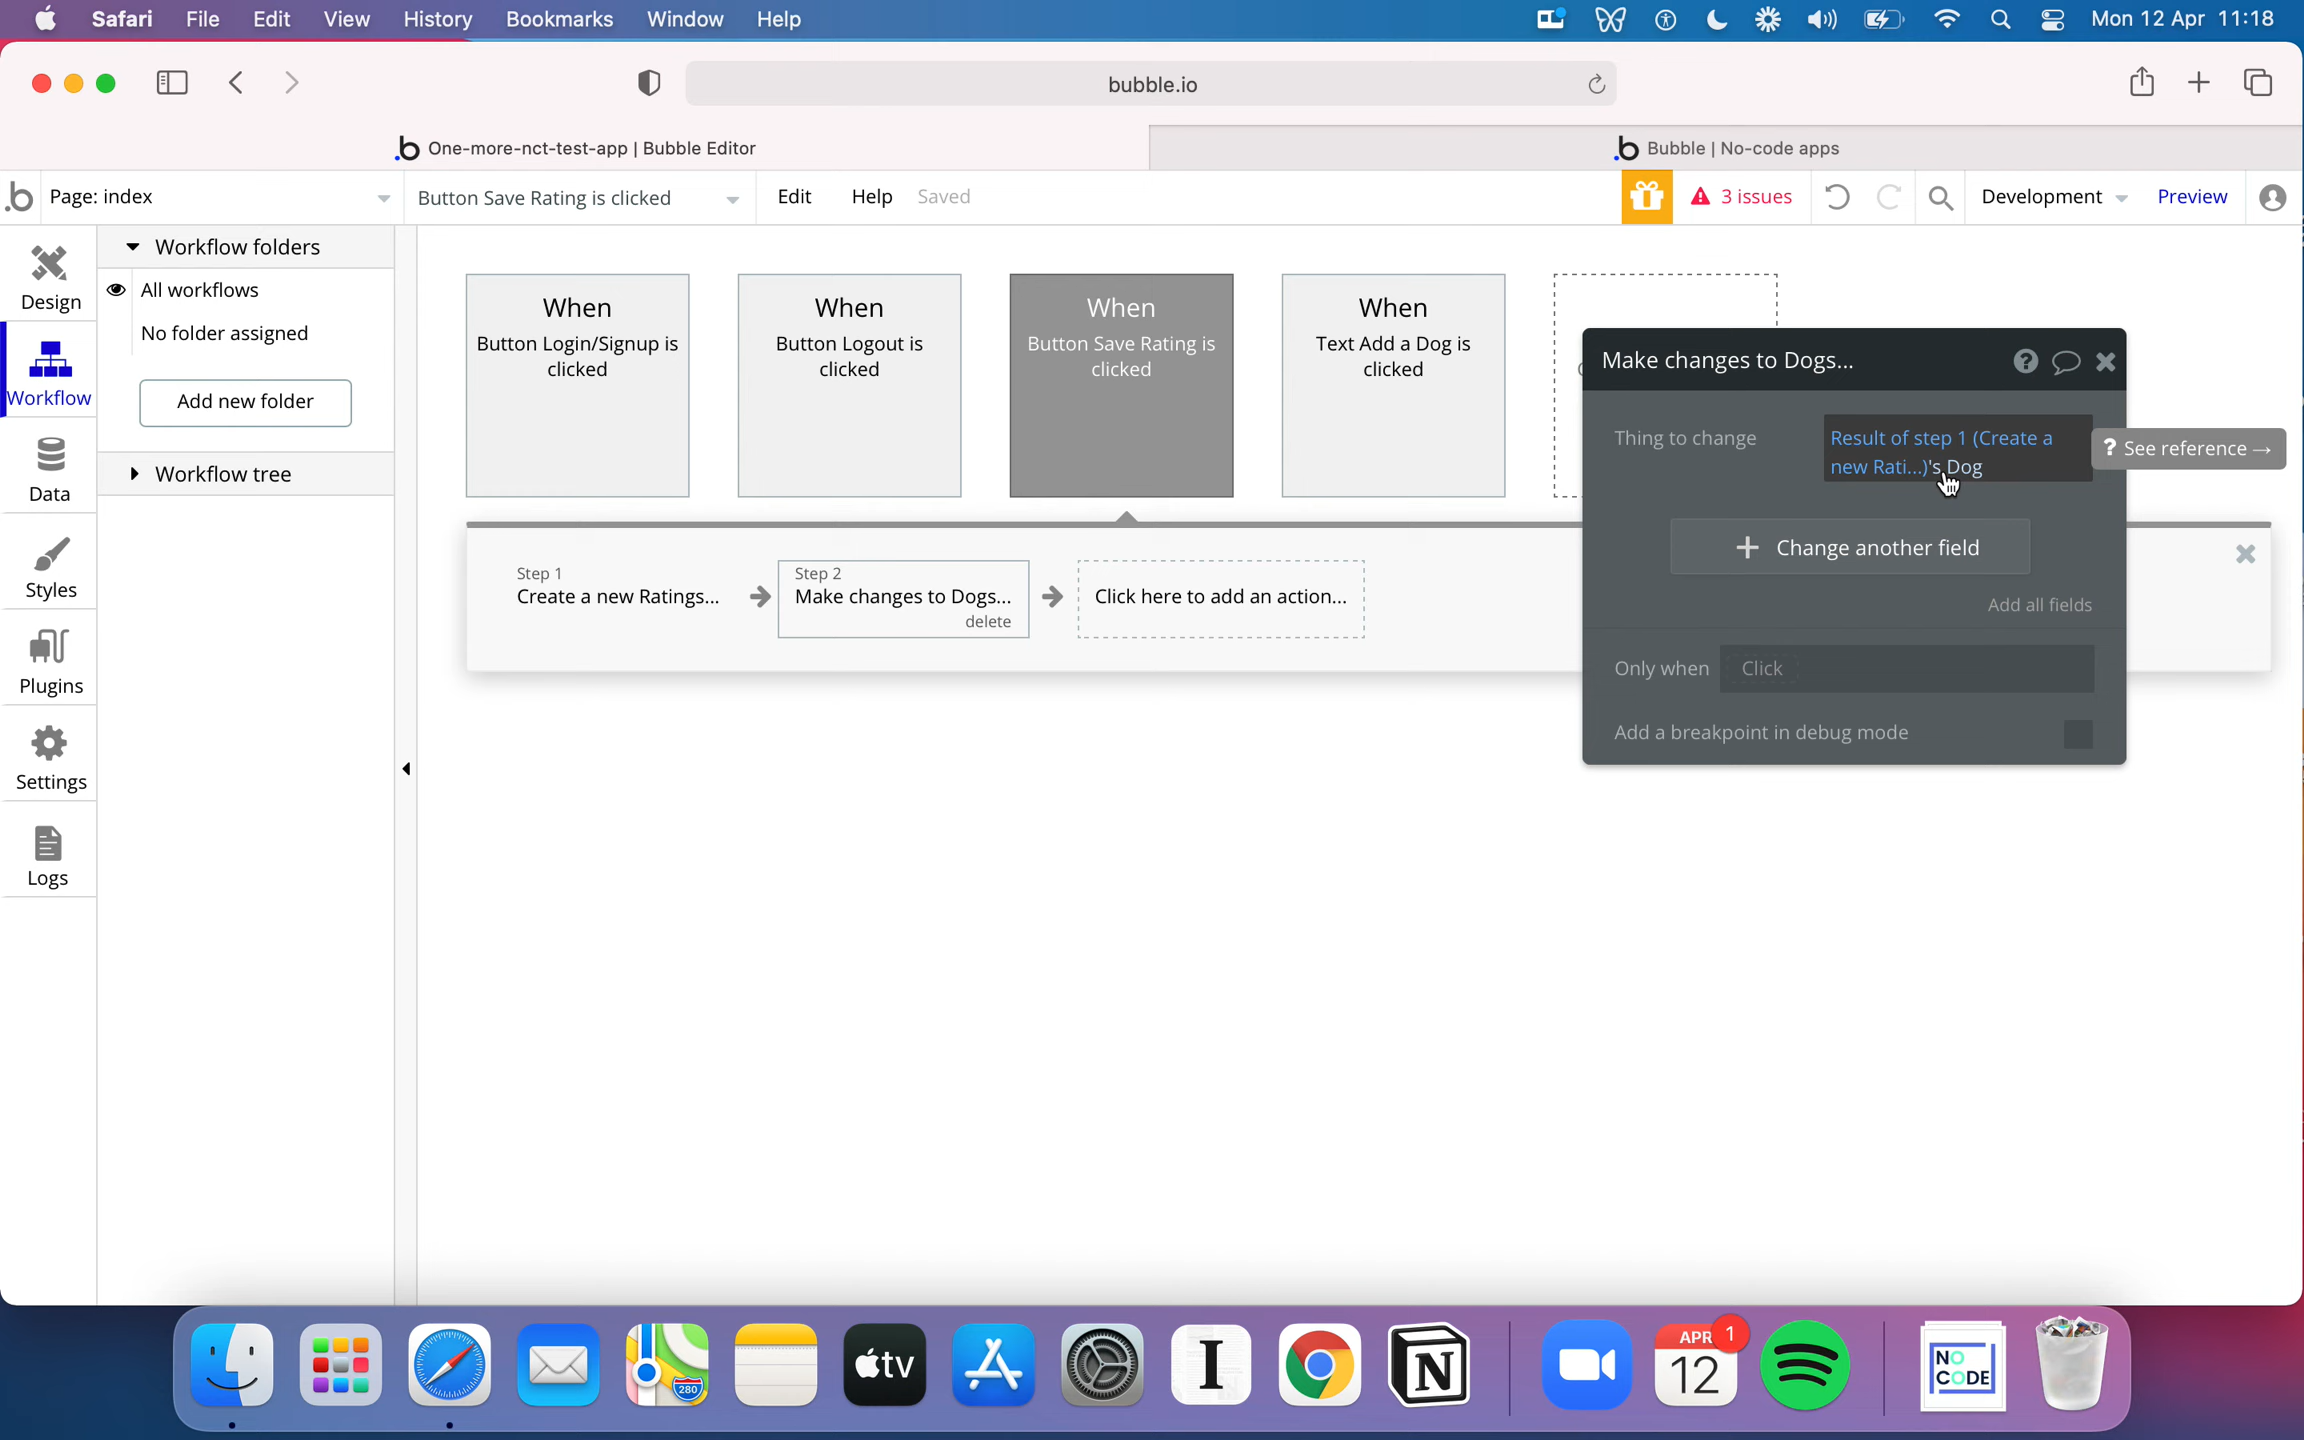 Safari File Edit View History Bookmarks Window Help Mon 12 Apr 11:18
bubble.io
One-more-nct-test-app | Bubble Editor
Bubble | No-code apps
Page: index
Button Save Rating is clicked
Edit Help Saved
3 issues
Development
Preview
Design
Workflow
Data
Styles
Plugins
Settings
Logs
Workflow folders
All workflows
No folder assigned
Add new folder
Workflow tree
When
Button Login/Signup is
clicked
When
Button Logout is
clicked
When
Button Save Rating is
clicked
When
Text Add a Dog is
clicked
Step 1
Create a new Ratings...
Step 2
Make changes to Dogs...
delete
Click here to add an action...
Make changes to Dogs...
Thing to change
Result of step 1 (Create a
new Rati...)'s Dog
? See reference →
Change another field
Add all fields
Only when Click
Add a breakpoint in debug mode
280
tv
I
N
APR 1
12
NO
CODE